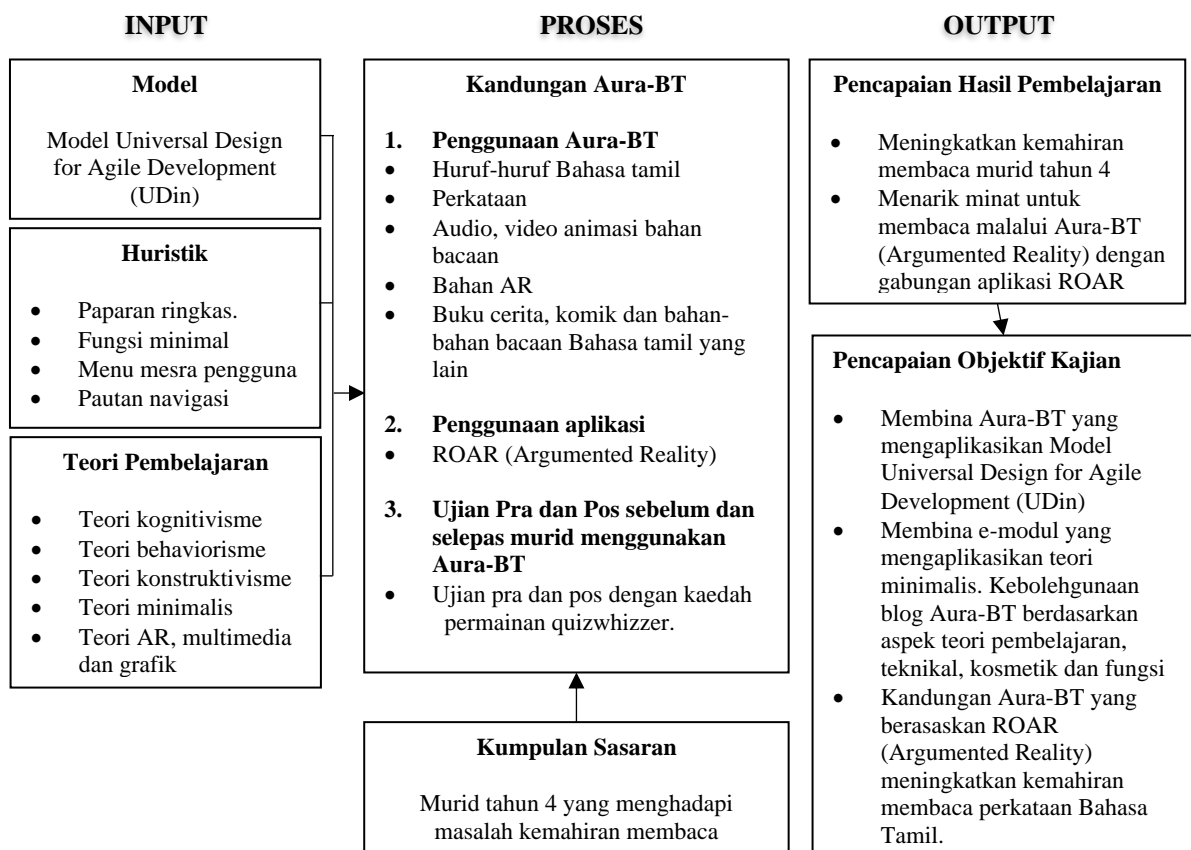 INPUT
Model
Model Universal Design
for Agile Development
(UDin)
Huristik
• Paparan ringkas.
• Fungsi minimal
• Menu mesra pengguna
• Pautan navigasi
Teori Pembelajaran
• Teori kognitivisme
• Teori behaviorisme
• Teori konstruktivisme
• Teori minimalis
• Teori AR, multimedia
dan grafik
PROSES
Kandungan Aura-BT
1. Penggunaan Aura-BT
• Huruf-huruf Bahasa tamil
• Perkataan
• Audio, video animasi bahan
bacaan
• Bahan AR
• Buku cerita, komik dan bahan-
bahan bacaan Bahasa tamil yang
lain
2. Penggunaan aplikasi
• ROAR (Argumented Reality)
3. Ujian Pra dan Pos sebelum dan
selepas murid menggunakan
Aura-BT
• Ujian pra dan pos dengan kaedah
permainan quizwhizzer.
Kumpulan Sasaran
Murid tahun 4 yang menghadapi
masalah kemahiran membaca
OUTPUT
Pencapaian Hasil Pembelajaran
• Meningkatkan kemahiran
membaca murid tahun 4
• Menarik minat untuk
membaca malalui Aura-BT
(Argumented Reality) dengan
gabungan aplikasi ROAR
Pencapaian Objektif Kajian
• Membina Aura-BT yang
mengaplikasikan Model
Universal Design for Agile
Development (UDin)
• Membina e-modul yang
mengaplikasikan teori
minimalis. Kebolehgunaan
blog Aura-BT berdasarkan
aspek teori pembelajaran,
teknikal, kosmetik dan fungsi
• Kandungan Aura-BT yang
berasaskan ROAR
(Argumented Reality)
meningkatkan kemahiran
membaca perkataan Bahasa
Tamil.